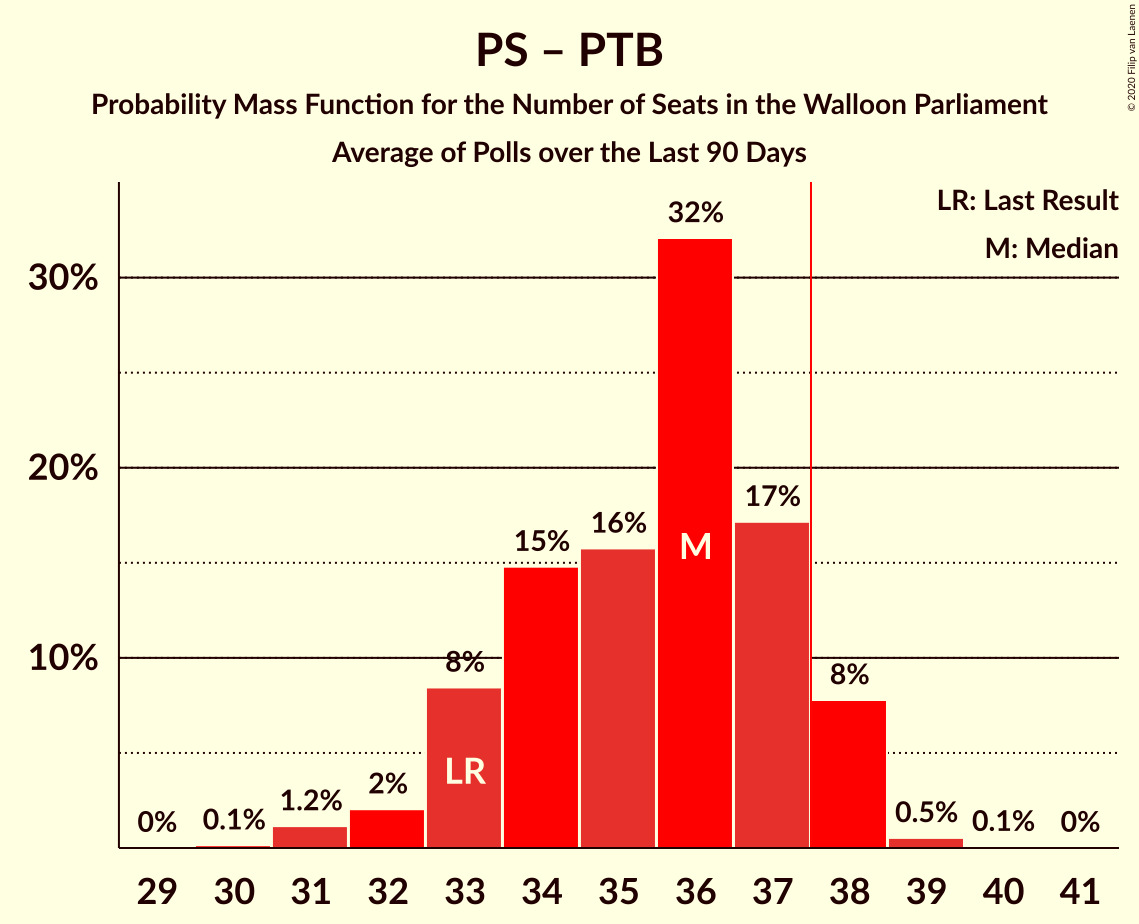 PS – PTB
Probability Mass Function for the Number of Seats in the Walloon Parliament
Average of Polls over the Last 90 Days
© 2020 Filip van Laenen
LR: Last Result
M: Median
30%
20%
10%
0%
0.1%
1.2%
2%
8%
15%
16%
32%
17%
8%
0.5%
0.1%
0%
LR
M
29 30 31 32 33 34 35 36 37 38 39 40 41